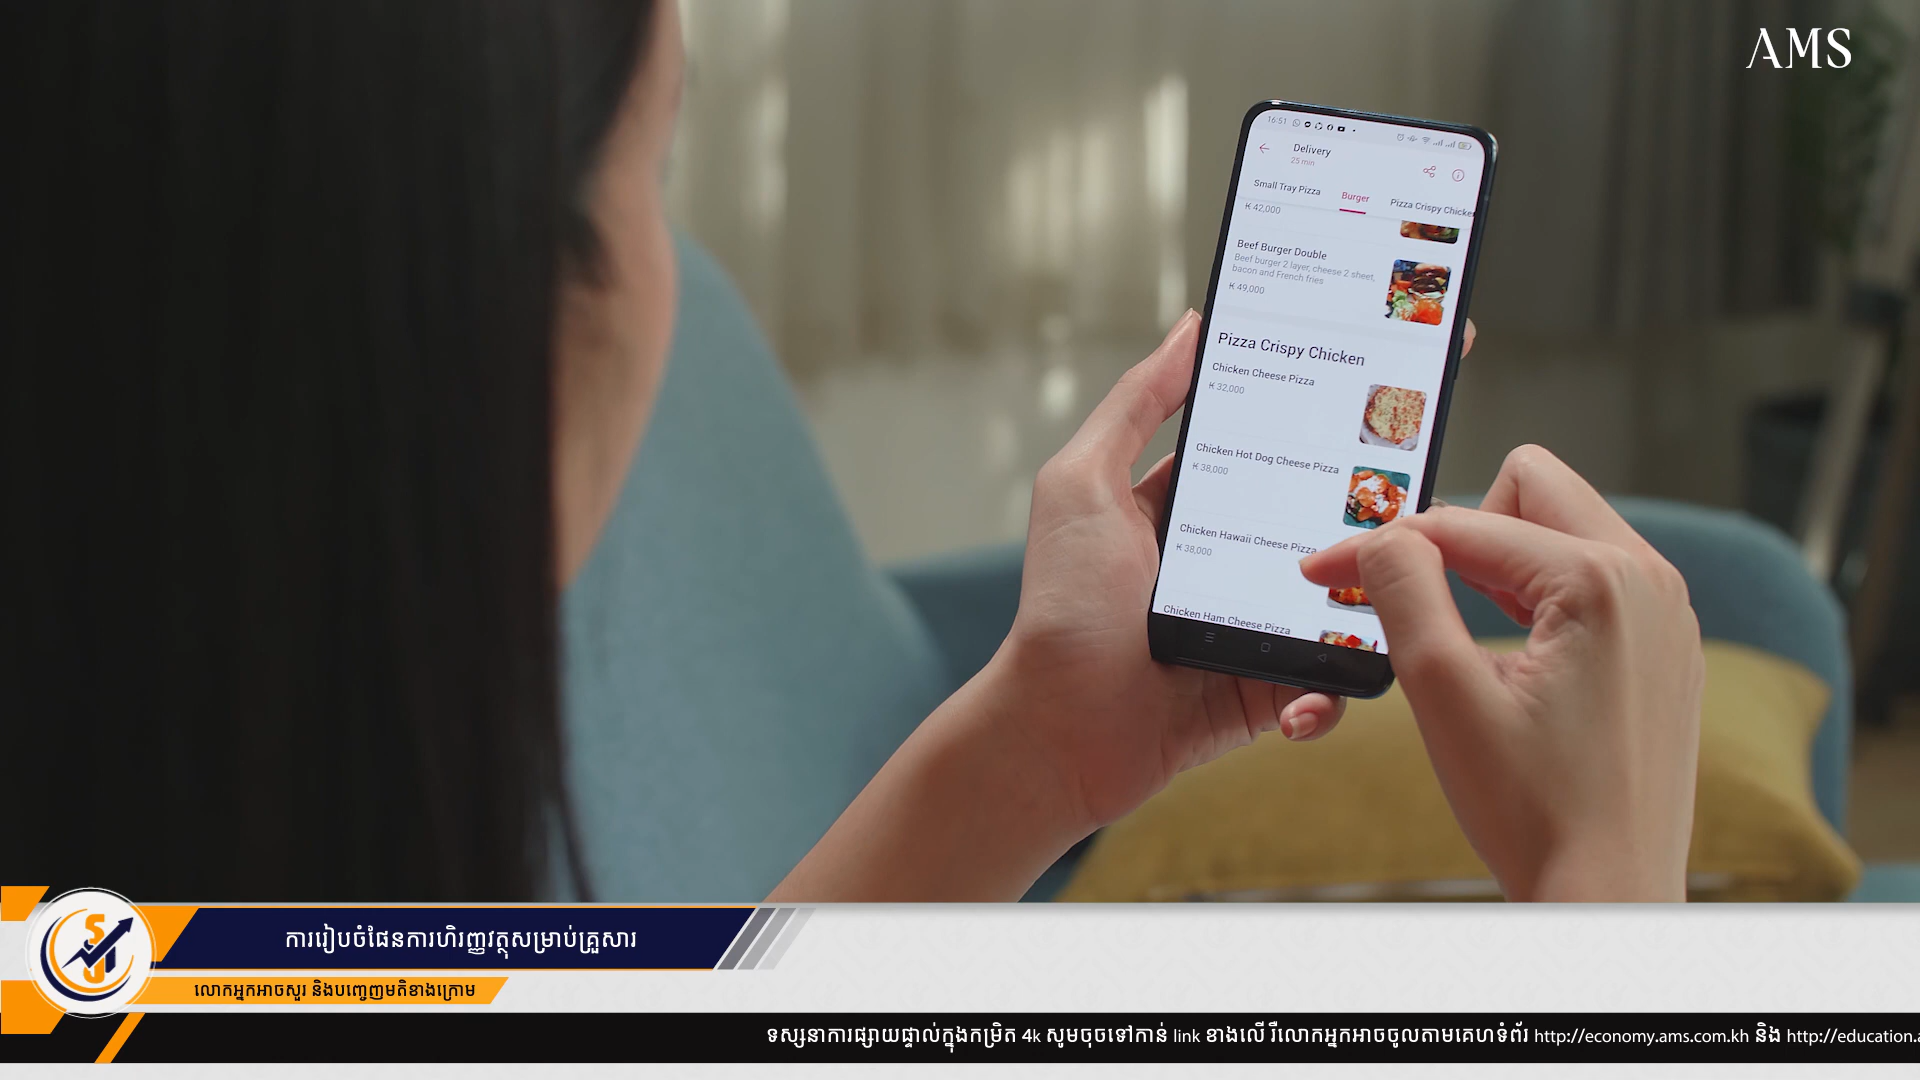 AMS
16:51
Delivery
25 min
Small Tray Pizza
Burger
Pizza Crispy Chicken
₭ 42,000
Beef Burger Double
Beef burger 2 layer, cheese 2 sheet,
bacon and French fries
₭ 49,000
Pizza Crispy Chicken
Chicken Cheese Pizza
₭ 32,000
Chicken Hot Dog Cheese Pizza
₭ 38,000
Chicken Hawaii Cheese Pizza
₭ 38,000
Chicken Ham Cheese Pizza
ការរៀបចំផែនការហិរញ្ញវត្ថុសម្រាប់គ្រួសារ
លោកអ្នកអាចសួរ និងបញ្ចេញមតិខាងក្រោម
ទស្សនាការផ្សាយផ្ទាល់ក្នុងកម្រិត 4k សូមចុចទៅកាន់ link ខាងលើ រឺលោកអ្នកអាចចូលតាមគេហទំព័រ http://economy.ams.com.kh និង http://education.a